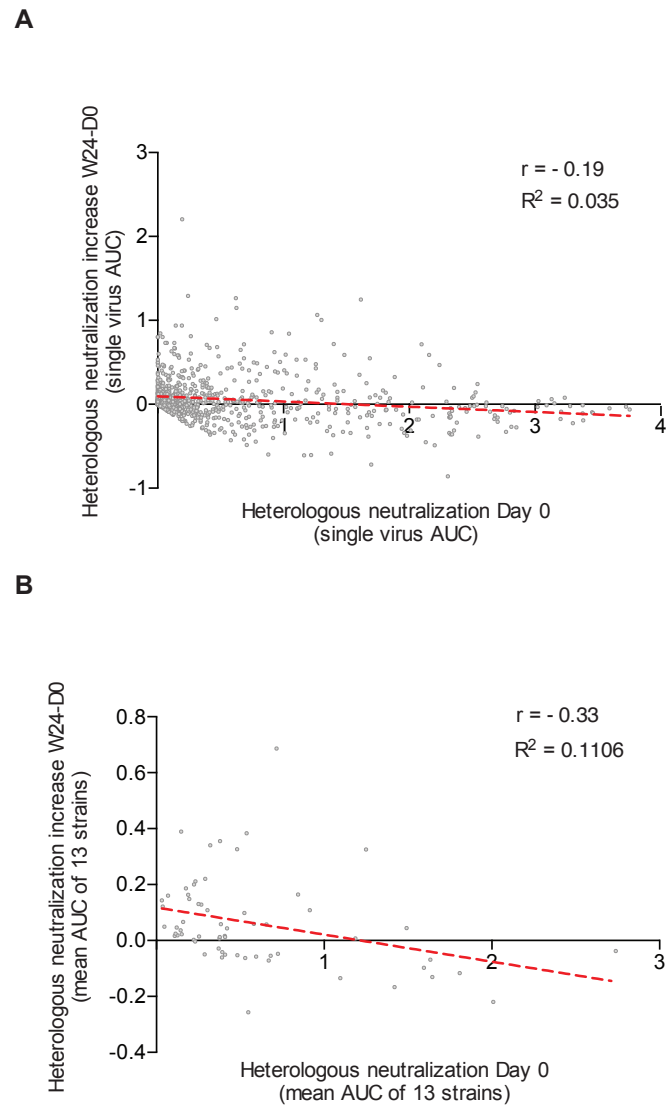 A
Heterologous neutralization increase W24-D0
(single virus AUC)
3
2
1
0
-1
1
2
3
4
r = - 0.19
R² = 0.035
Heterologous neutralization Day 0
(single virus AUC)
B
Heterologous neutralization increase W24-D0
(mean AUC of 13 strains)
0.8
0.6
0.4
0.2
0.0
-0.2
-0.4
1
2
3
r = - 0.33
R² = 0.1106
Heterologous neutralization Day 0
(mean AUC of 13 strains)